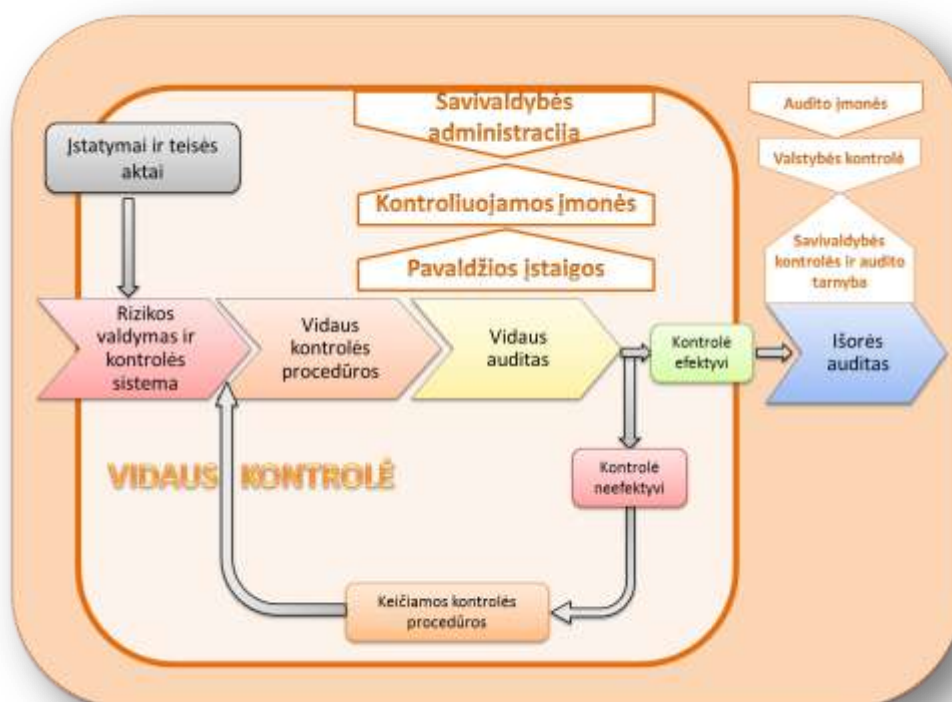 Savivaldybės
administracija
Audito įmonės
Įstatymai ir teisės
aktai
Valstybės kontrolė
Kontroliuojamos įmonės
Savivaldybės
kontrolės ir audito
tarnyba
Pavaldžios įstaigos
Rizikos
valdymas ir
kontrolės
sistema
Vidaus
kontrolės
procedūros
Vidaus
auditas
Kontrolė
efektyvi
Išorės
auditas
VIDAUS KONTROLĖ
Kontrolė
neefektyvi
Keičiamos kontrolės
procedūros